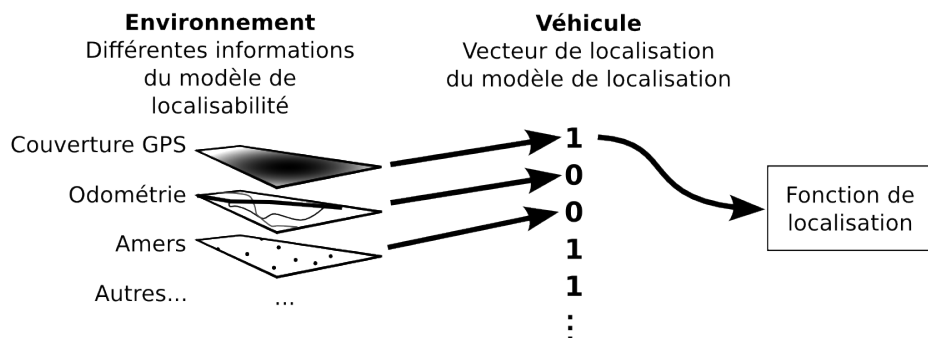 Environnement
Différentes informations
du modèle de
localisabilité
Véhicule
Vecteur de localisation
du modèle de localisation
Couverture GPS
Odométrie
Amers
Autres...
...
1
0
0
1
1
⋮
Fonction de
localisation